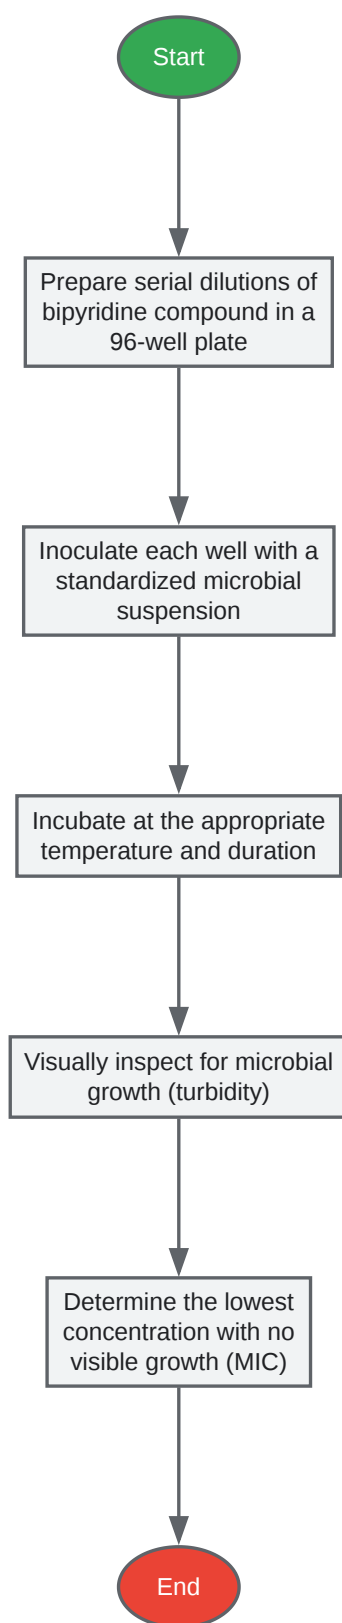 Start
Prepare serial dilutions of
bipyridine compound in a
96-well plate
Inoculate each well with a
standardized microbial
suspension
Incubate at the appropriate
temperature and duration
Visually inspect for microbial
growth (turbidity)
Determine the lowest
concentration with no
visible growth (MIC)
End